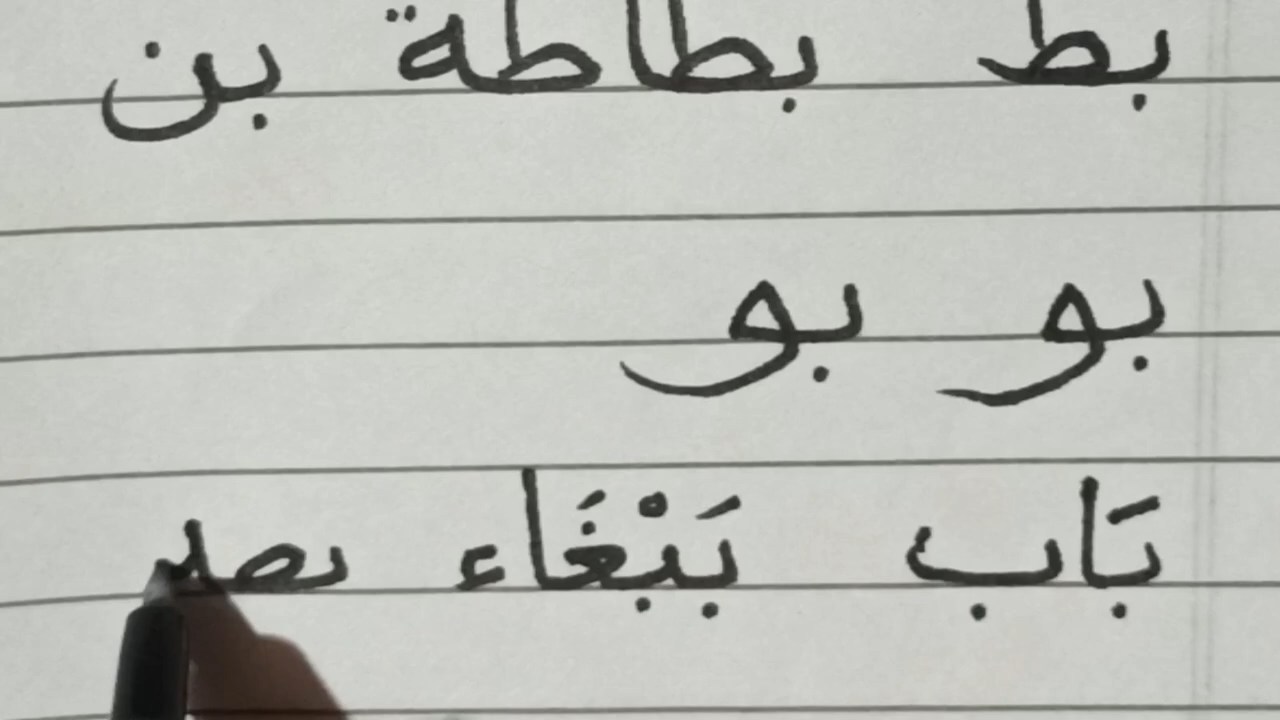 بط بطاطة بن
بو بو
بَاب بَبْغَاء